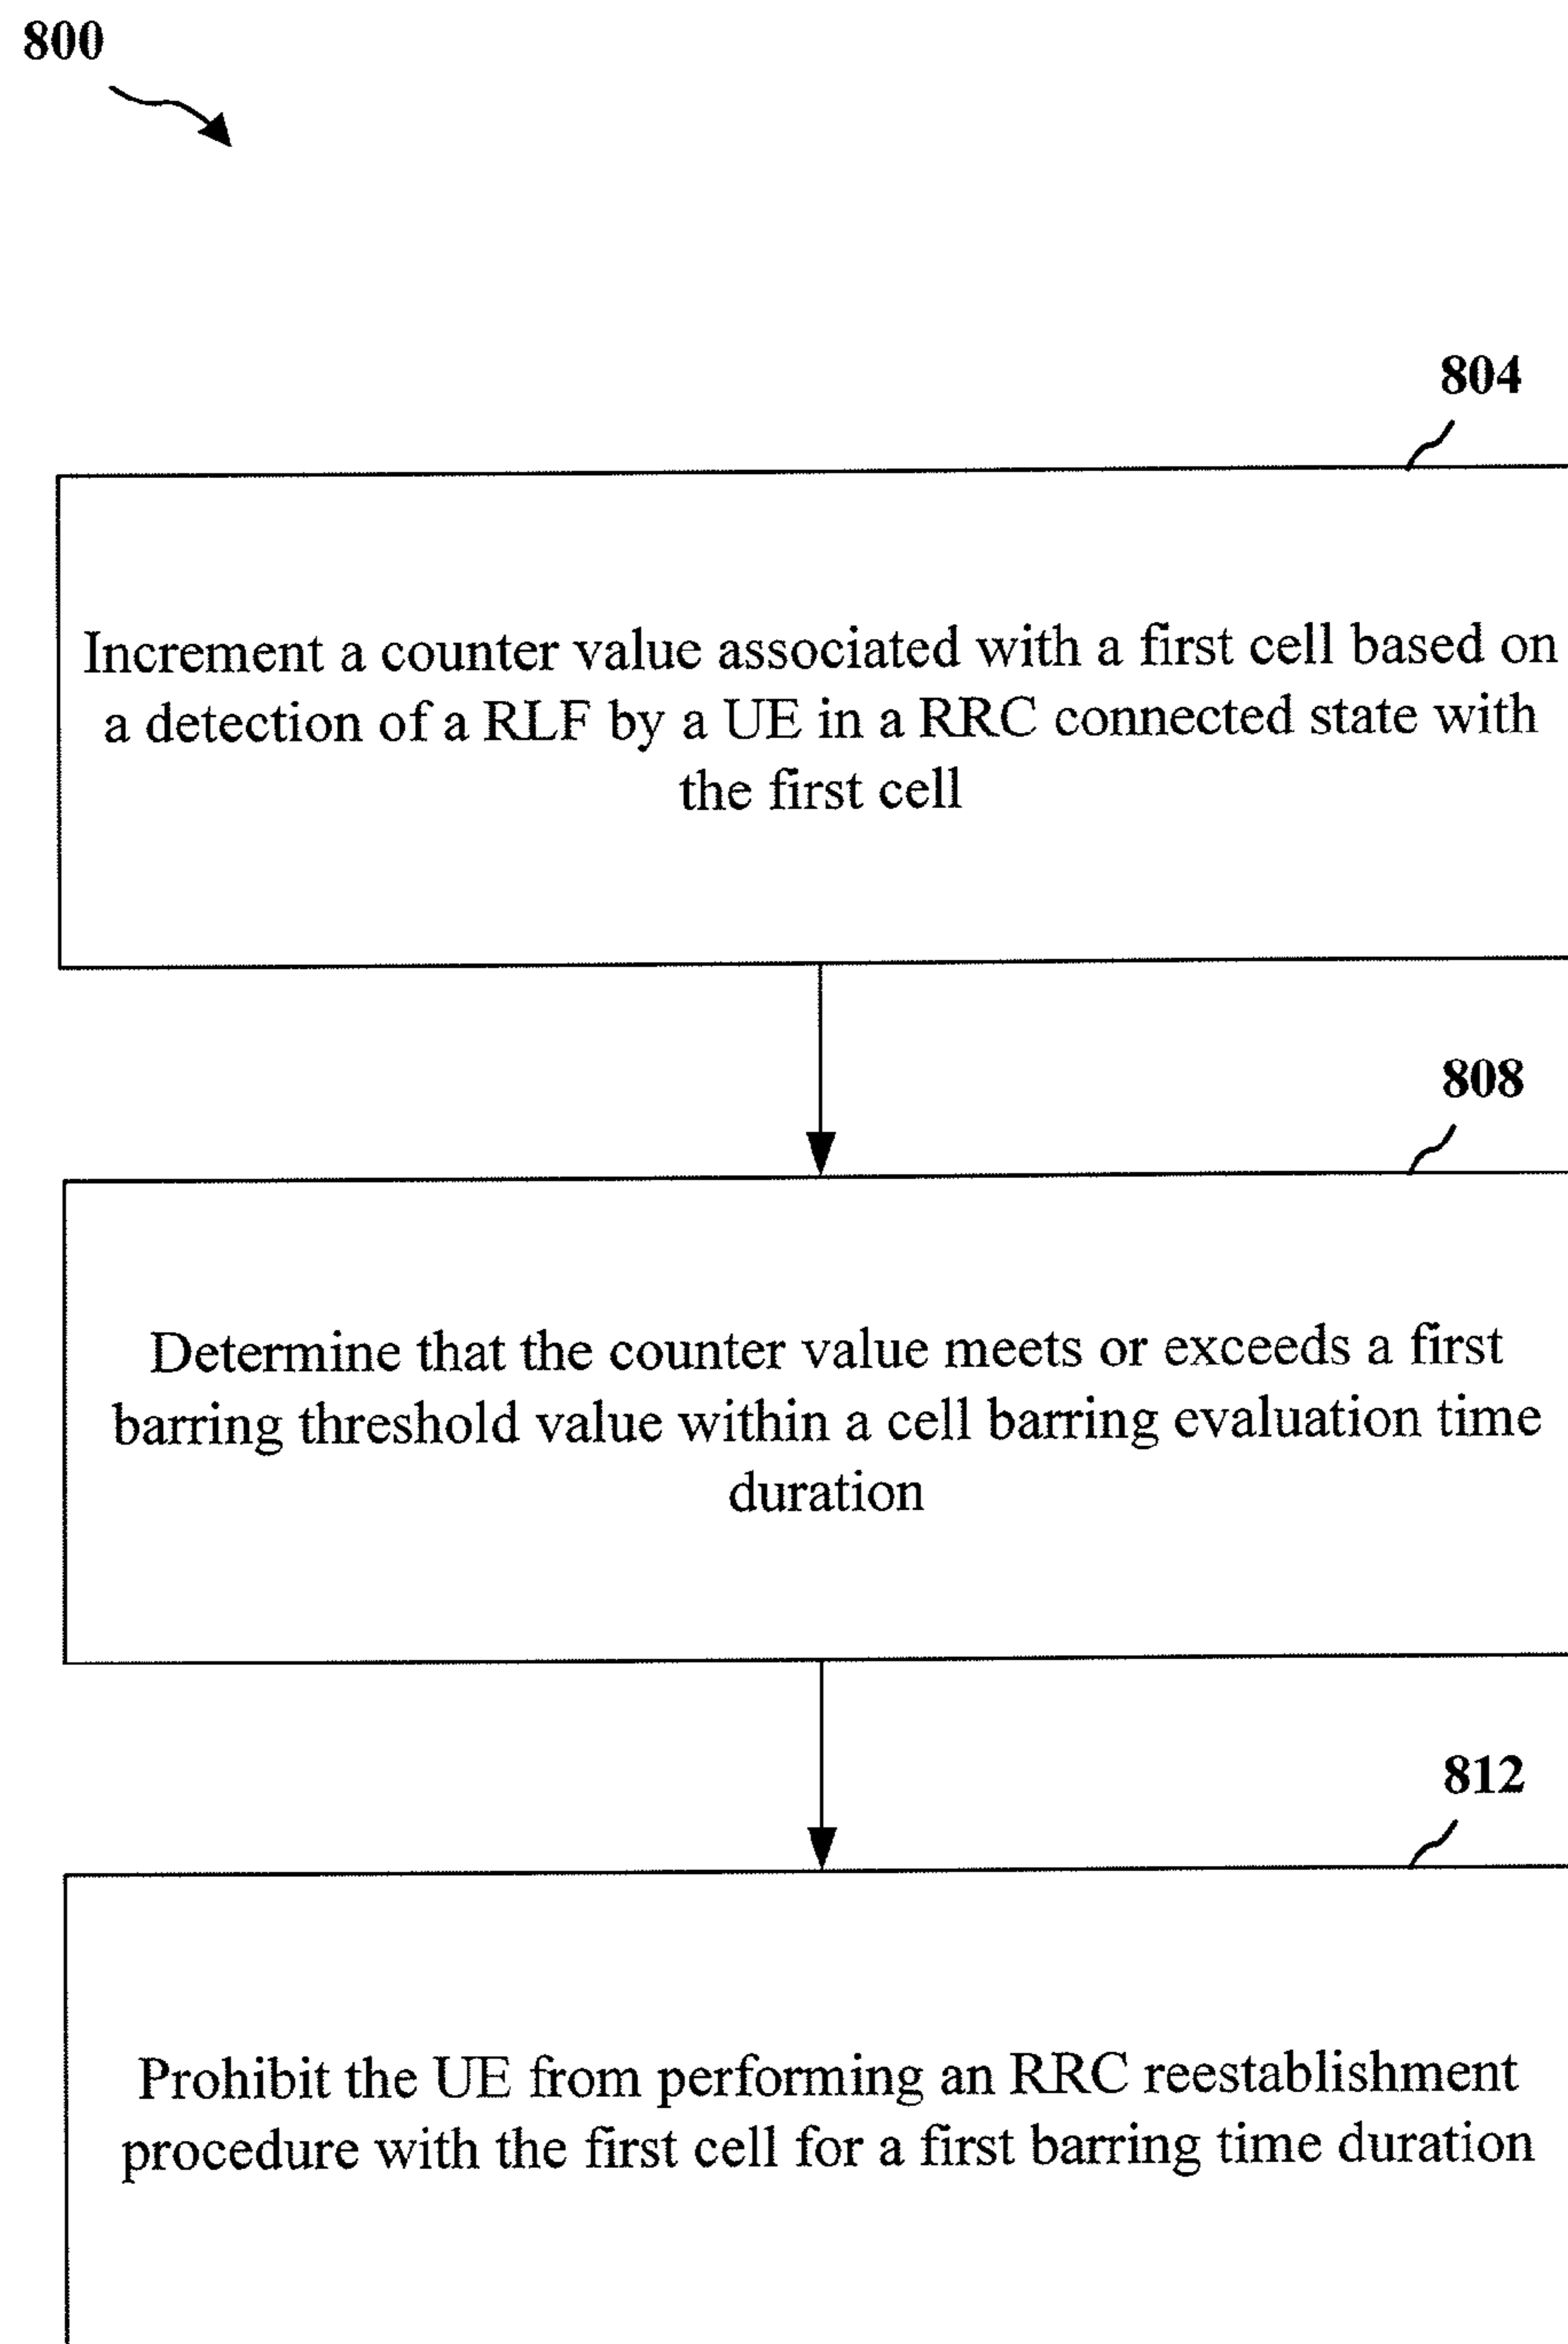 800
804
Increment a counter value associated with a first cell based on
a detection of a RLF by a UE in a RRC connected state with
the first cell
808
Determine that the counter value meets or exceeds a first
barring threshold value within a cell barring evaluation time
duration
812
Prohibit the UE from performing an RRC reestablishment
procedure with the first cell for a first barring time duration